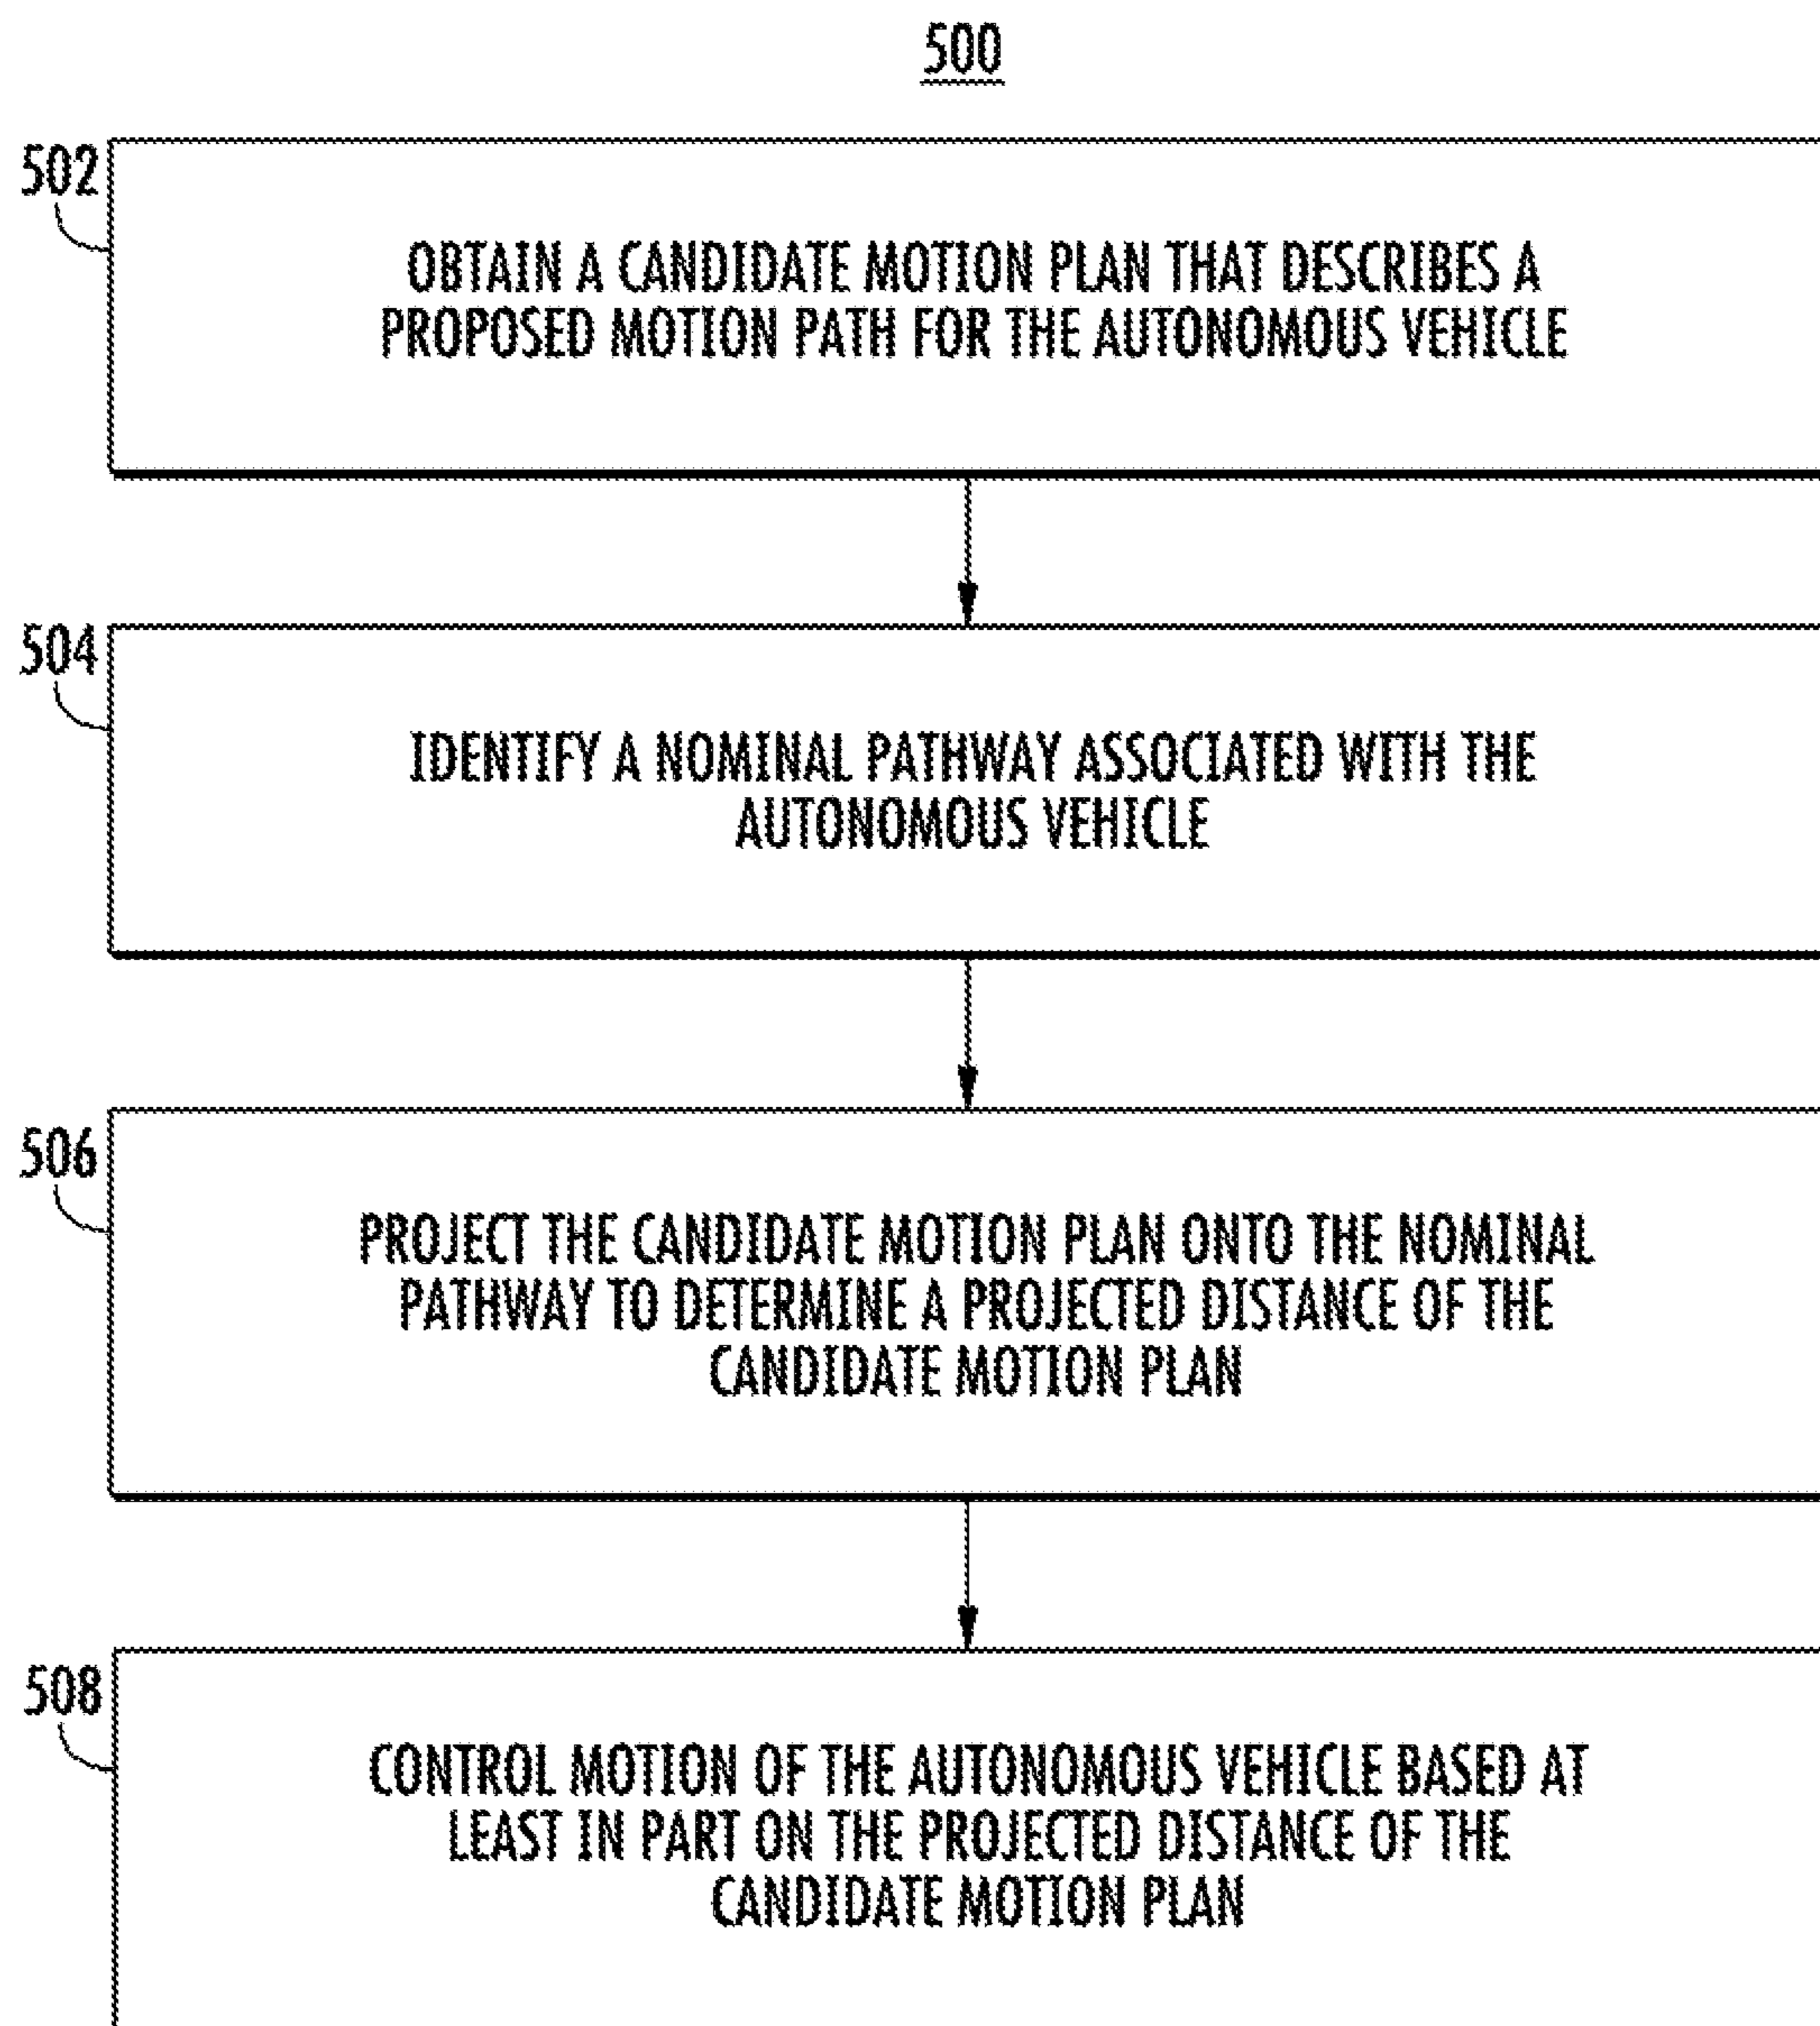 500
502
OBTAIN A CANDIDATE MOTION PLAN THAT DESCRIBES A
PROPOSED MOTION PATH FOR THE AUTONOMOUS VEHICLE
504
IDENTIFY A NOMINAL PATHWAY ASSOCIATED WITH THE
AUTONOMOUS VEHICLE
506
PROJECT THE CANDIDATE MOTION PLAN ONTO THE NOMINAL
PATHWAY TO DETERMINE A PROJECTED DISTANCE OF THE
CANDIDATE MOTION PLAN
508
CONTROL MOTION OF THE AUTONOMOUS VEHICLE BASED AT
LEAST IN PART ON THE PROJECTED DISTANCE OF THE
CANDIDATE MOTION PLAN